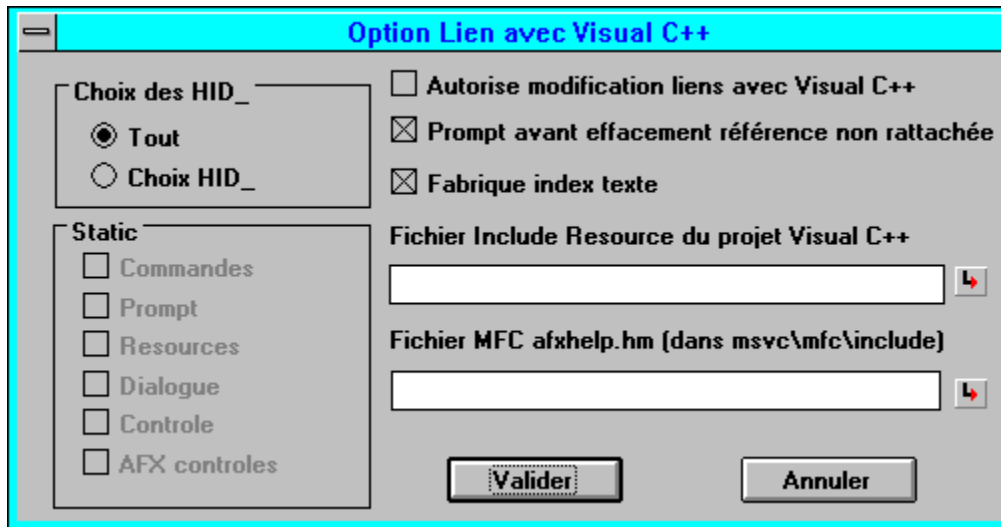 Option Lien avec Visual C++
Choix des HID_
Tout
Choix HID_
Static
Commandes
Prompt
Resources
Dialogue
Controle
AFX controles
Autorise modification liens avec Visual C++
Prompt avant effacement référence non rattachée
Fabrique index texte
Fichier Include Resource du projet Visual C++
Fichier MFC afxhelp.hm (dans msvc\mfc\include)
Valider
Annuler